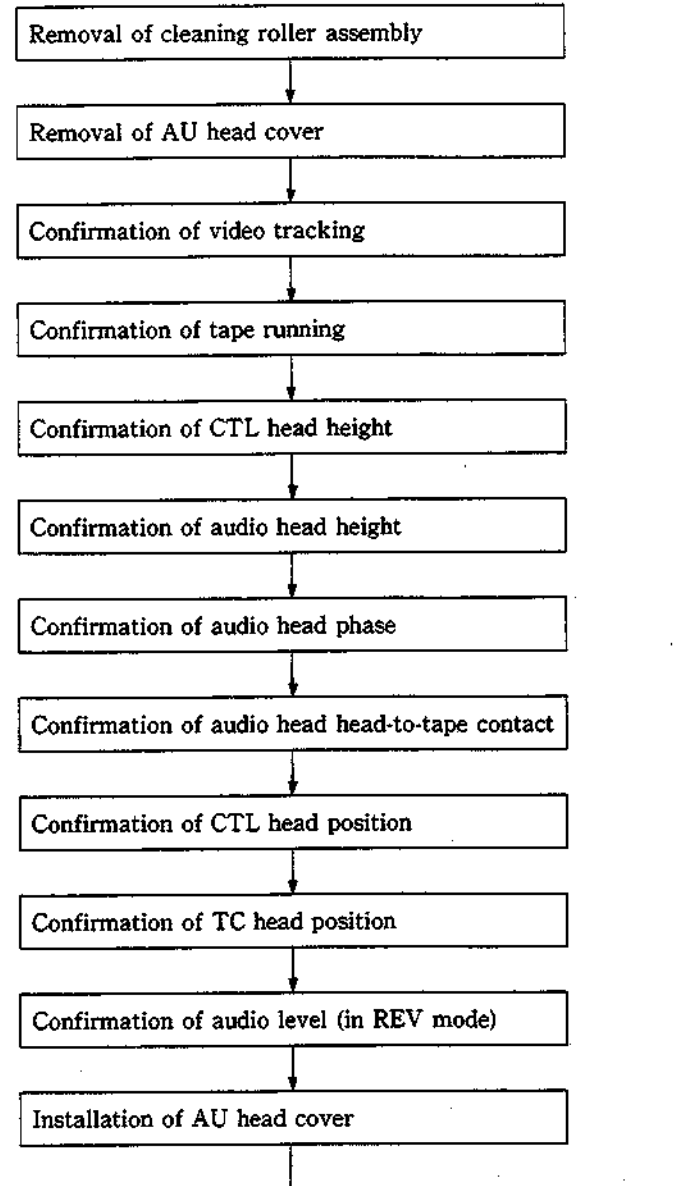 Removal of cleaning roller assembly
Removal of AU head cover
Confirmation of video tracking
Confirmation of tape running
Confirmation of CTL head height
Confirmation of audio head height
Confirmation of audio head phase
Confirmation of audio head head-to-tape contact
Confirmation of CTL head position
Confirmation of TC head position
Confirmation of audio level (in REV mode)
Installation of AU head cover